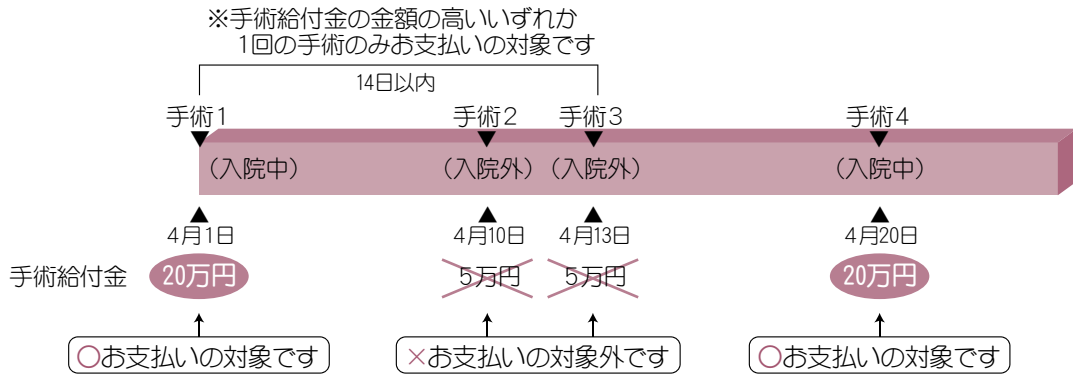 ※手術給付金の金額の高いいずれか
1回の手術のみお支払いの対象です
14日以内
手術1 手術2 手術3 手術4
(入院中) (入院外) (入院外) (入院中)
4月1日 4月10日 4月13日 4月20日
手術給付金 20万円 5万円 5万円 20万円
○お支払いの対象です ×お支払いの対象外です ○お支払いの対象です